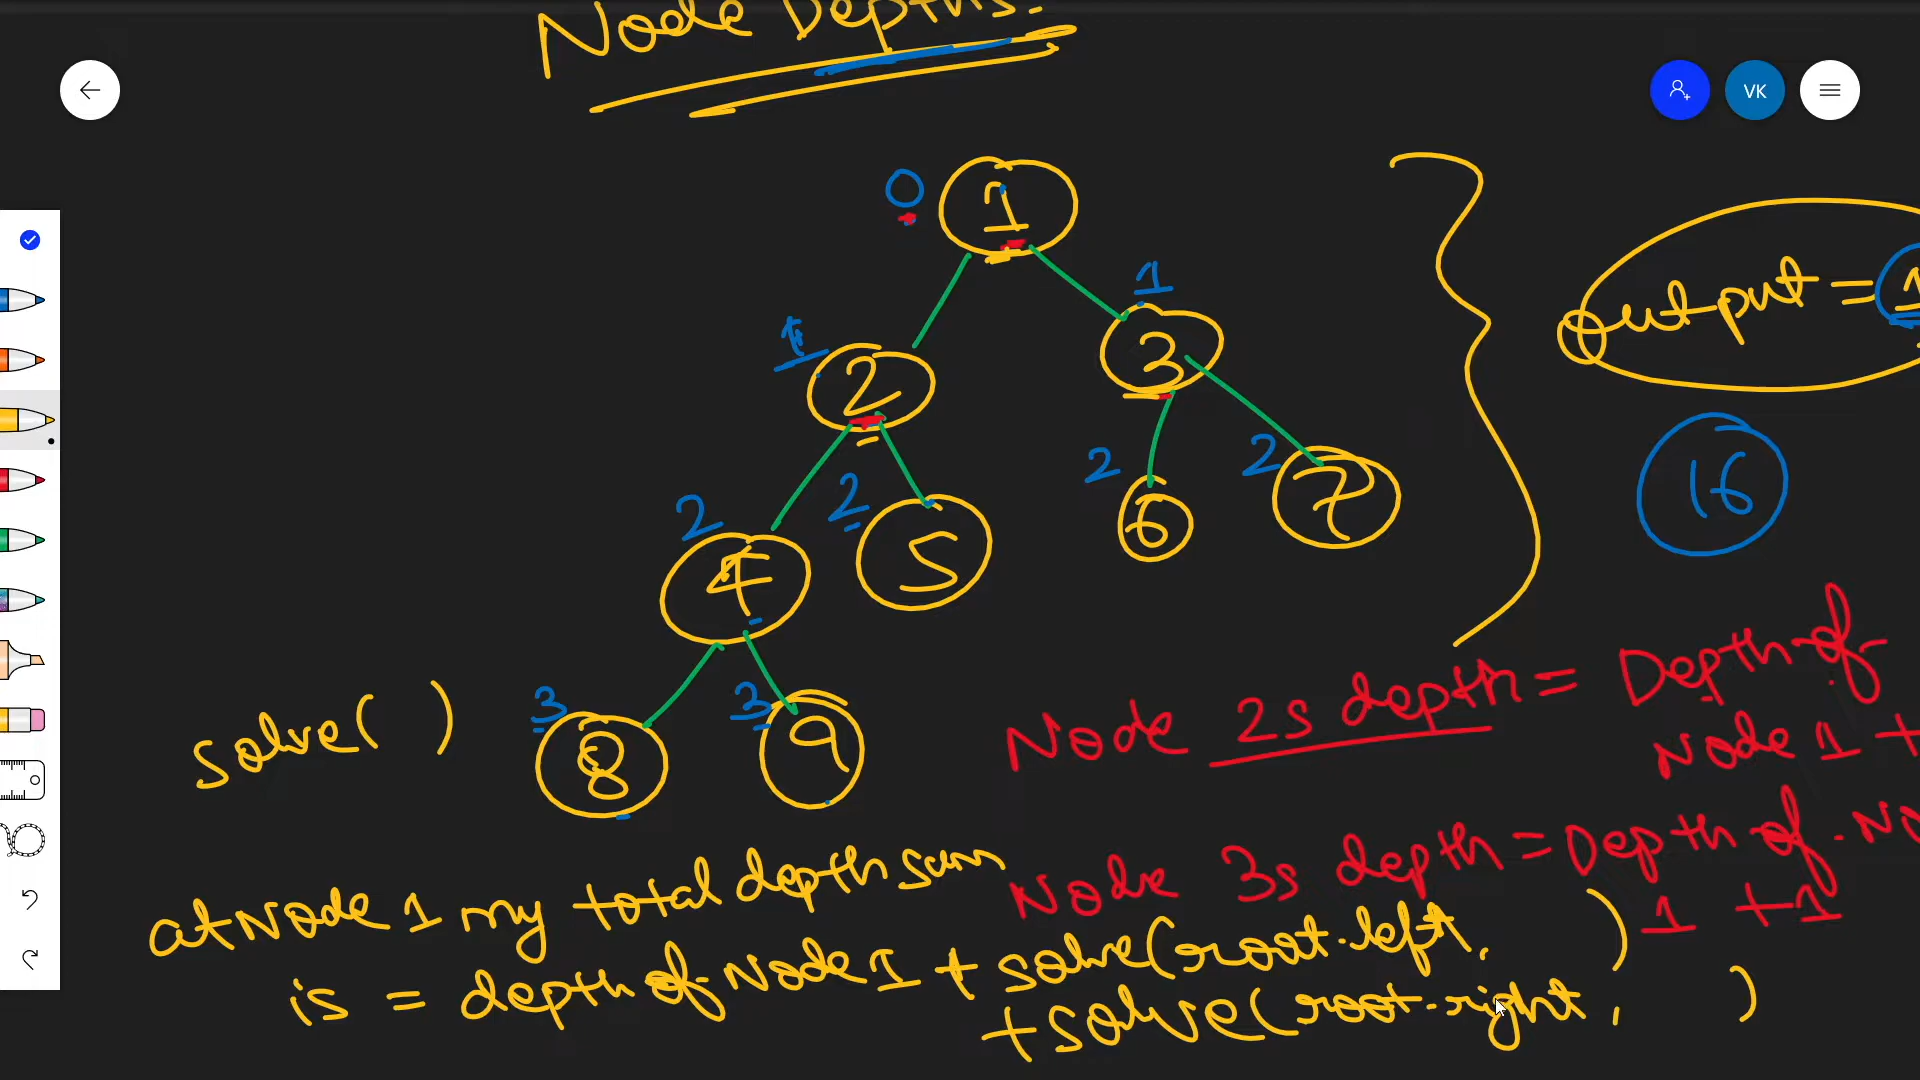 Node Depths:
VK
0 1
1
1 2 3
output = 1
2 4 2 5 2 6 2 7
16
3 8 3 9
solve( )
Node 2s depth = Depth of
Node 1 +
Node 3s depth = Depth of No
1 +1
at Node 1 my total depth sum
is = depth of Node 1 + solve(root.left, )
+ solve(root.right, )